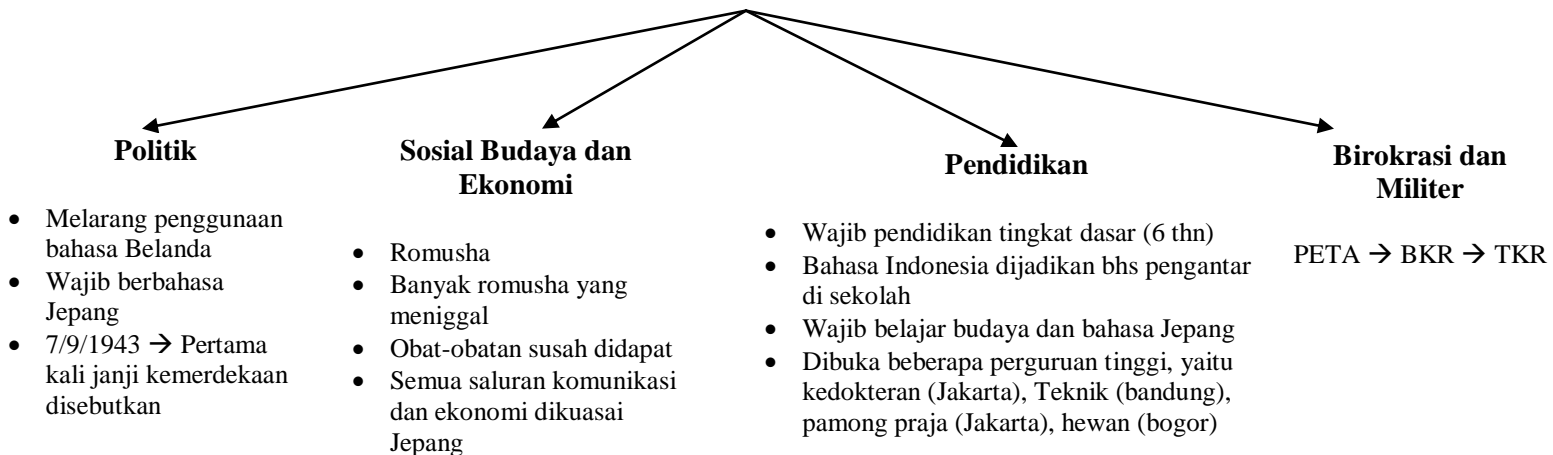 Politik
• Melarang penggunaan
bahasa Belanda
• Wajib berbahasa
Jepang
• 7/9/1943 → Pertama
kali janji kemerdekaan
disebutkan
Sosial Budaya dan
Ekonomi
• Romusha
• Banyak romusha yang
meniggal
• Obat-obatan susah didapat
• Semua saluran komunikasi
dan ekonomi dikuasai
Jepang
Pendidikan
• Wajib pendidikan tingkat dasar (6 thn)
• Bahasa Indonesia dijadikan bhs pengantar
di sekolah
• Wajib belajar budaya dan bahasa Jepang
• Dibuka beberapa perguruan tinggi, yaitu
kedokteran (Jakarta), Teknik (bandung),
pamong praja (Jakarta), hewan (bogor)
Birokrasi dan
Militer
PETA → BKR → TKR